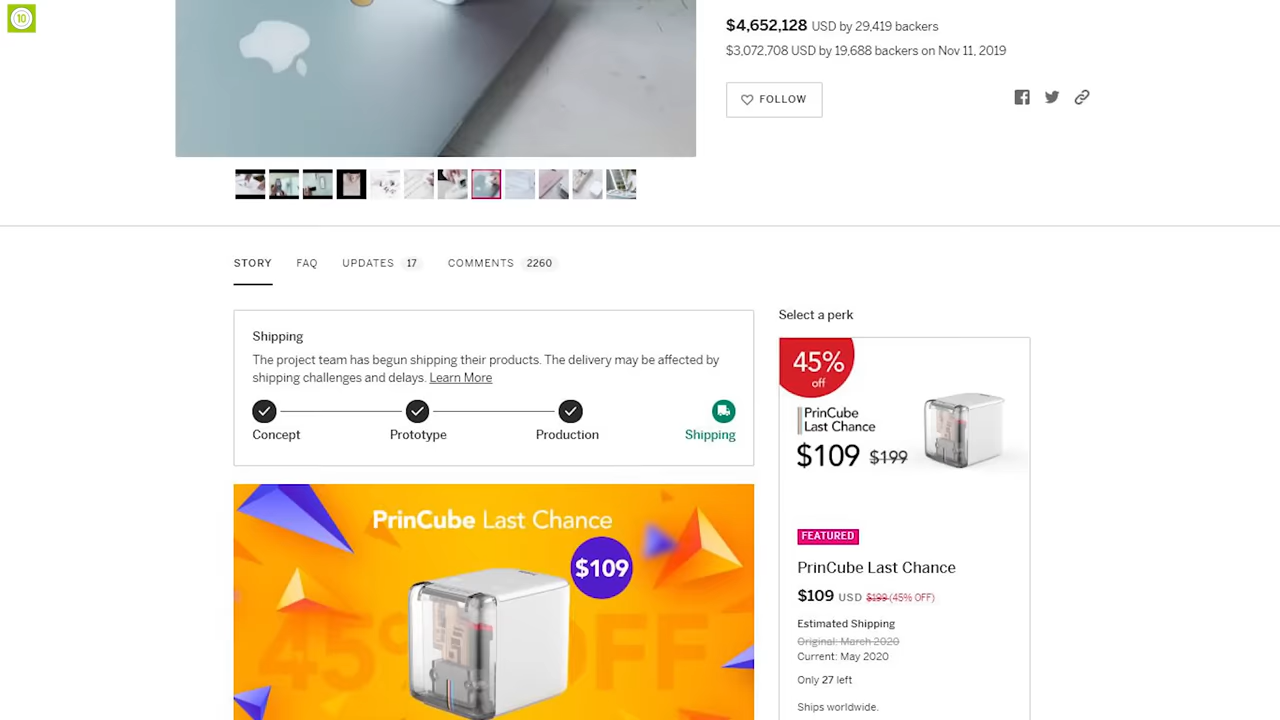 10
$4,652,128 USD by 29,419 backers
$3,072,708 USD by 19,688 backers on Nov 11, 2019
FOLLOW
STORY FAQ UPDATES 17 COMMENTS 2260
Shipping
The project team has begun shipping their products. The delivery may be affected by
shipping challenges and delays. Learn More
Concept Prototype Production Shipping
PrinCube Last Chance
$109
45% OFF
Select a perk
45%
off
PrinCube
Last Chance
$109 $199
FEATURED
PrinCube Last Chance
$109 USD $199 (45% OFF)
Estimated Shipping
Original: March 2020
Current: May 2020
Only 27 left
Ships worldwide.